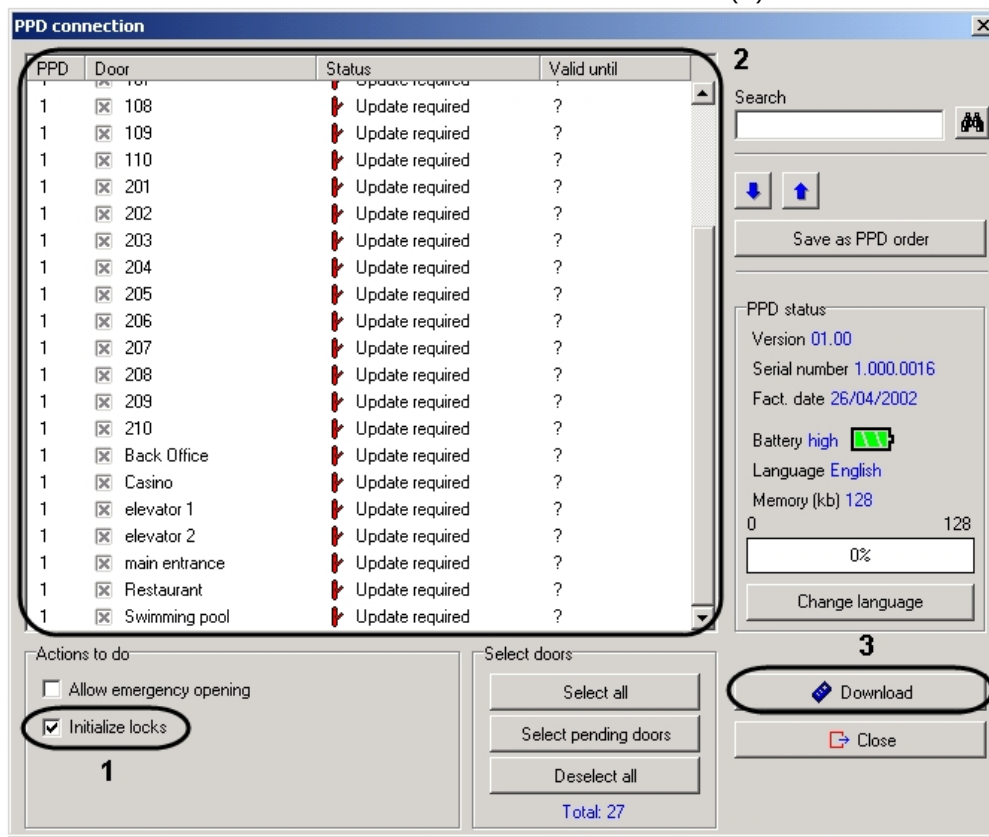 PPD connection
2
PPD Door Status Valid until
1 108 Update required ?
1 109 Update required ?
1 110 Update required ?
1 201 Update required ?
1 202 Update required ?
1 203 Update required ?
1 204 Update required ?
1 205 Update required ?
1 206 Update required ?
1 207 Update required ?
1 208 Update required ?
1 209 Update required ?
1 210 Update required ?
1 Back Office Update required ?
1 Casino Update required ?
1 elevator 1 Update required ?
1 elevator 2 Update required ?
1 main entrance Update required ?
1 Restaurant Update required ?
1 Swimming pool Update required ?
Search
Save as PPD order
PPD status
Version 01.00
Serial number 1.000.0016
Fact. date 26/04/2002
Battery high
Language English
Memory (kb) 128
0 128
0%
Change language
Actions to do
Allow emergency opening
Initialize locks
1
Select doors
Select all
Select pending doors
Deselect all
Total: 27
3
Download
Close